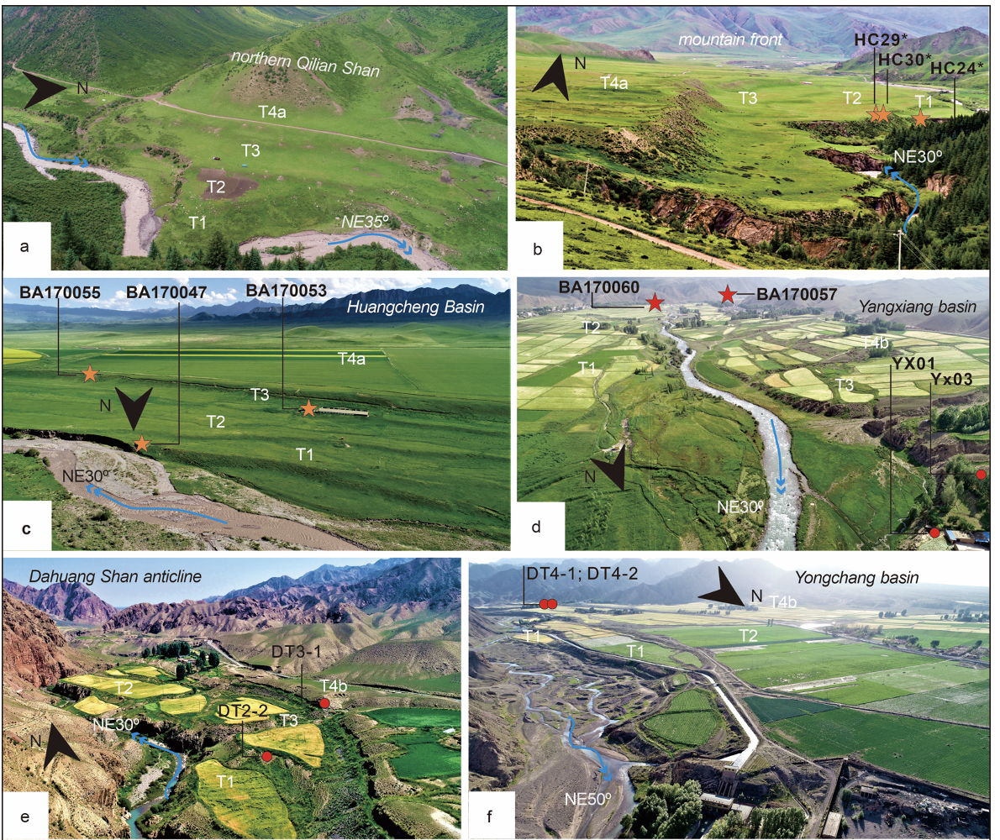 northern Qilian Shan
N
T4a
T3
T2
T1
NE35º
a
mountain front
HC29*
HC30*
HC24*
N
T4a
T3
T2
T1
NE30º
b
BA170055
BA170047
BA170053
Huangcheng Basin
T4a
T3
N
T2
T1
NE30º
c
BA170060
BA170057
Yangxiang basin
T2
T4b
T1
YX01
Yx03
T3
N
NE30º
d
Dahuang Shan anticline
DT3-1
T4b
T2
DT2-2
T3
NE30º
N
T1
e
DT4-1; DT4-2
Yongchang basin
N
T4b
T1
T2
T1
NE50º
f